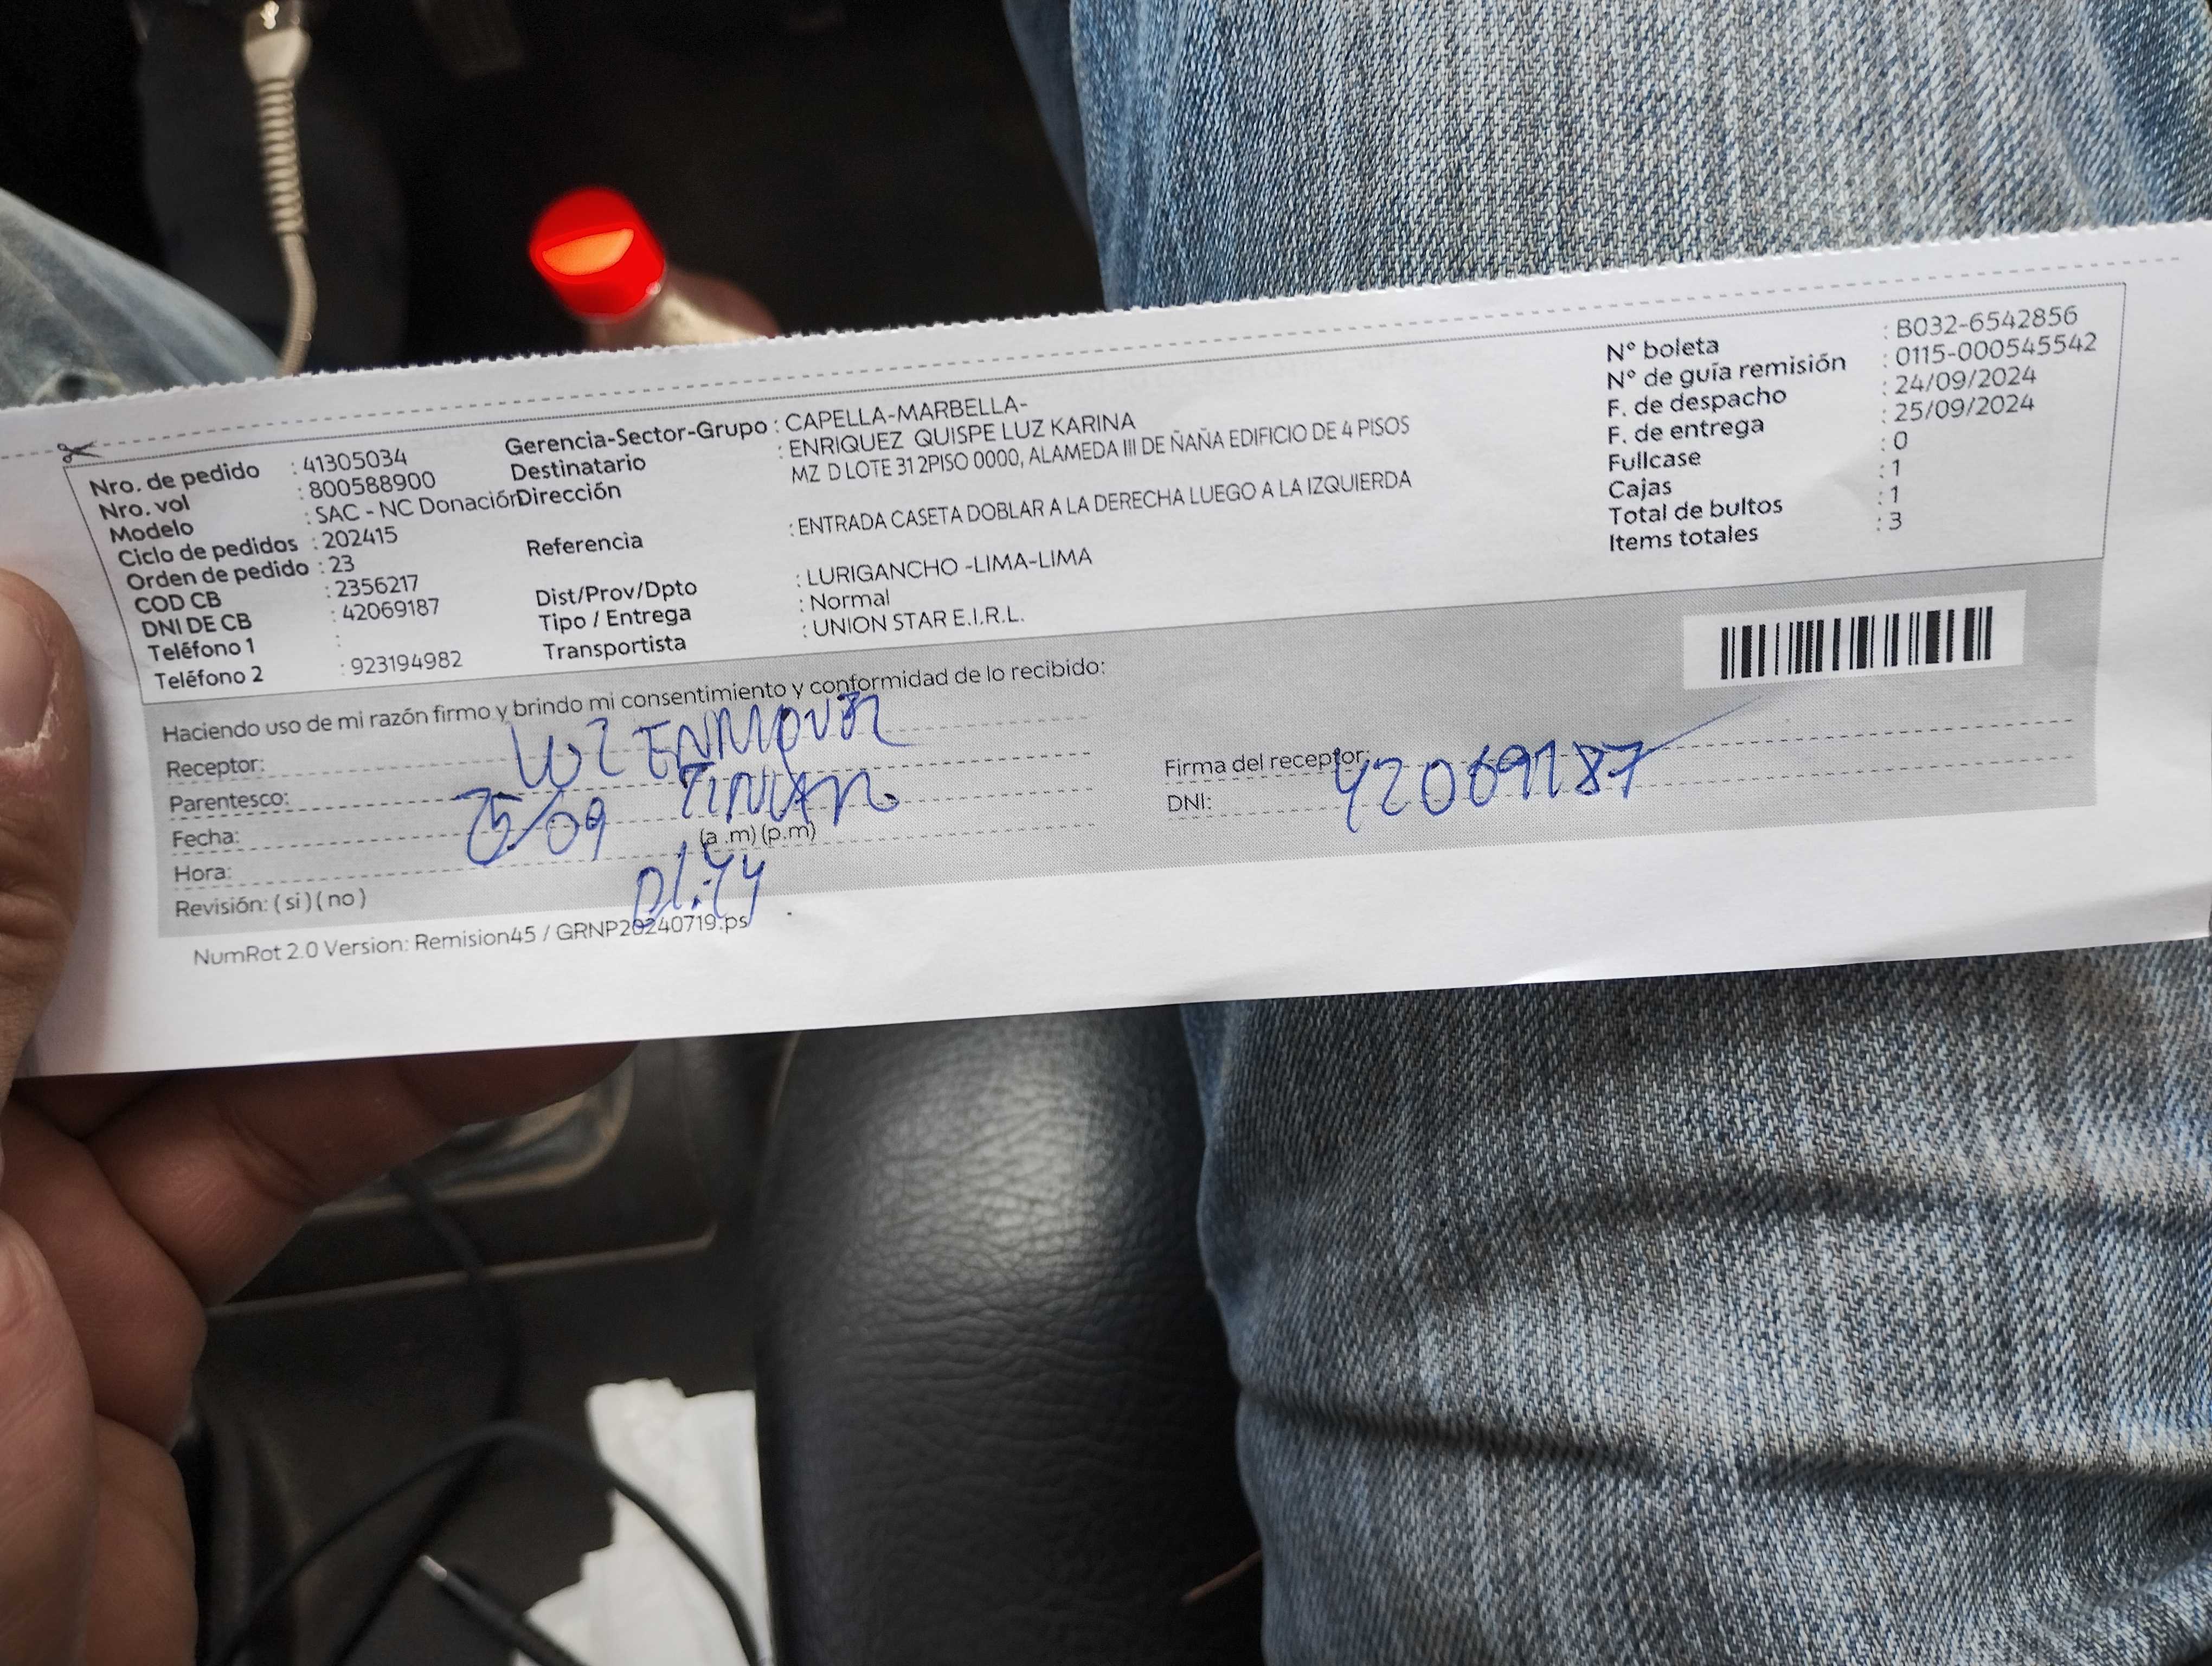 Nro. de pedido : 41305034
Nro. vol : 800588900
Modelo : SAC - NC Donación
Ciclo de pedidos : 202415
Orden de pedido : 23
COD CB : 2356217
DNI DE CB : 42069187
Teléfono 1 :
Teléfono 2 : 923194982
Gerencia-Sector-Grupo : CAPELLA-MARBELLA-
Destinatario : ENRIQUEZ QUISPE LUZ KARINA
Dirección MZ D LOTE 31 2PISO 0000, ALAMEDA III DE ÑAÑA EDIFICIO DE 4 PISOS
Referencia : ENTRADA CASETA DOBLAR A LA DERECHA LUEGO A LA IZQUIERDA
Dist/Prov/Dpto : LURIGANCHO -LIMA-LIMA
Tipo / Entrega : Normal
Transportista : UNION STAR E.I.R.L.
N° boleta : B032-6542856
N° de guía remisión : 0115-000545542
F. de despacho : 24/09/2024
F. de entrega : 25/09/2024
Fullcase : 0
Cajas : 1
Total de bultos : 1
Items totales : 3
Haciendo uso de mi razón firmo y brindo mi consentimiento y conformidad de lo recibido:
Receptor: LUZ
Parentesco:
Fecha: 25/09
Hora: (a .m) (p.m)
Revisión: ( si ) ( no )
Firma del receptor:
DNI: 42069187
NumRot 2.0 Version: Remision45 / GRNP20240719.ps